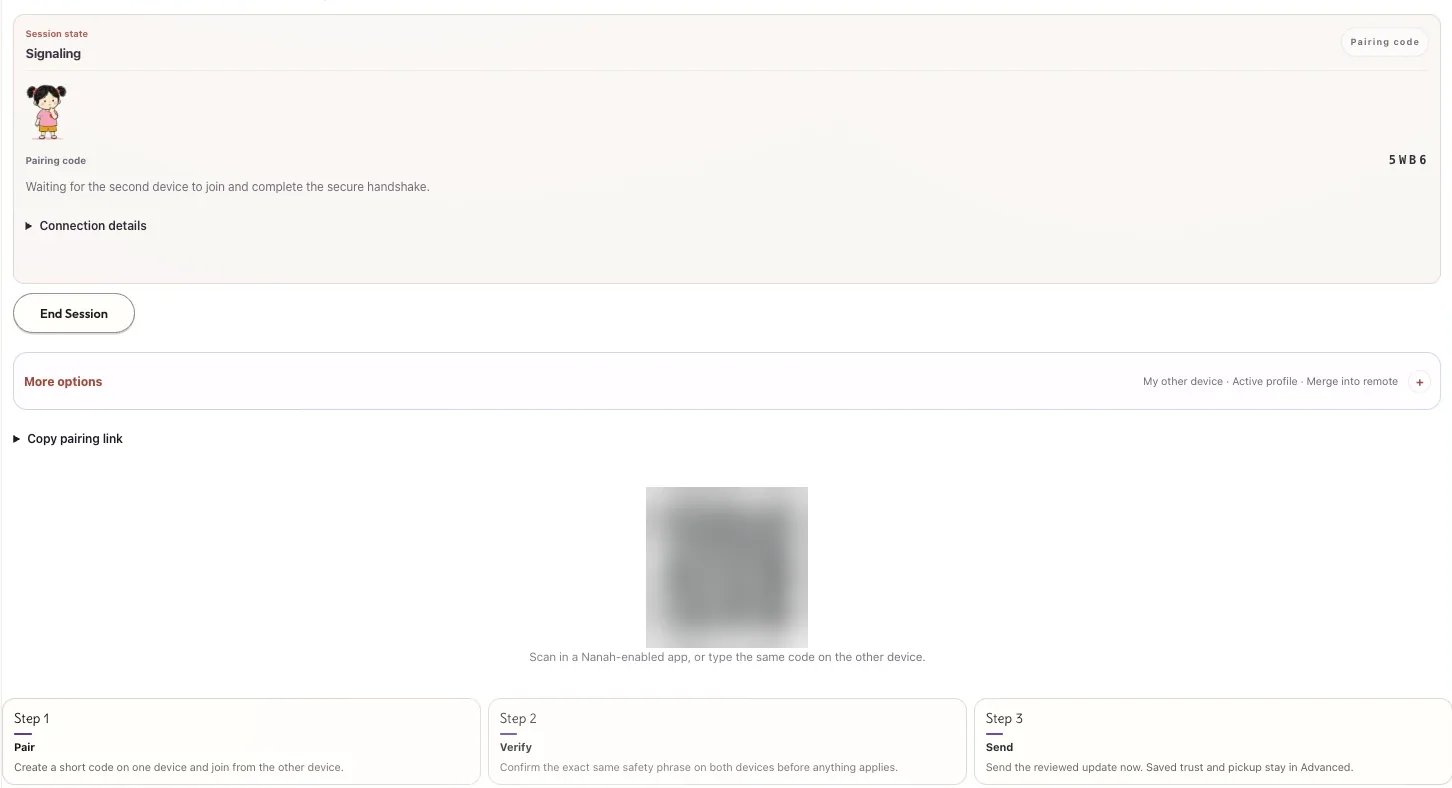 Session state
Signaling
Pairing code
Pairing code
5WB6
Waiting for the second device to join and complete the secure handshake.
Connection details
End Session
More options
My other device · Active profile · Merge into remote
+
Copy pairing link
Scan in a Nanah-enabled app, or type the same code on the other device.
Step 1
Pair
Create a short code on one device and join from the other device.
Step 2
Verify
Confirm the exact same safety phrase on both devices before anything applies.
Step 3
Send
Send the reviewed update now. Saved trust and pickup stay in Advanced.